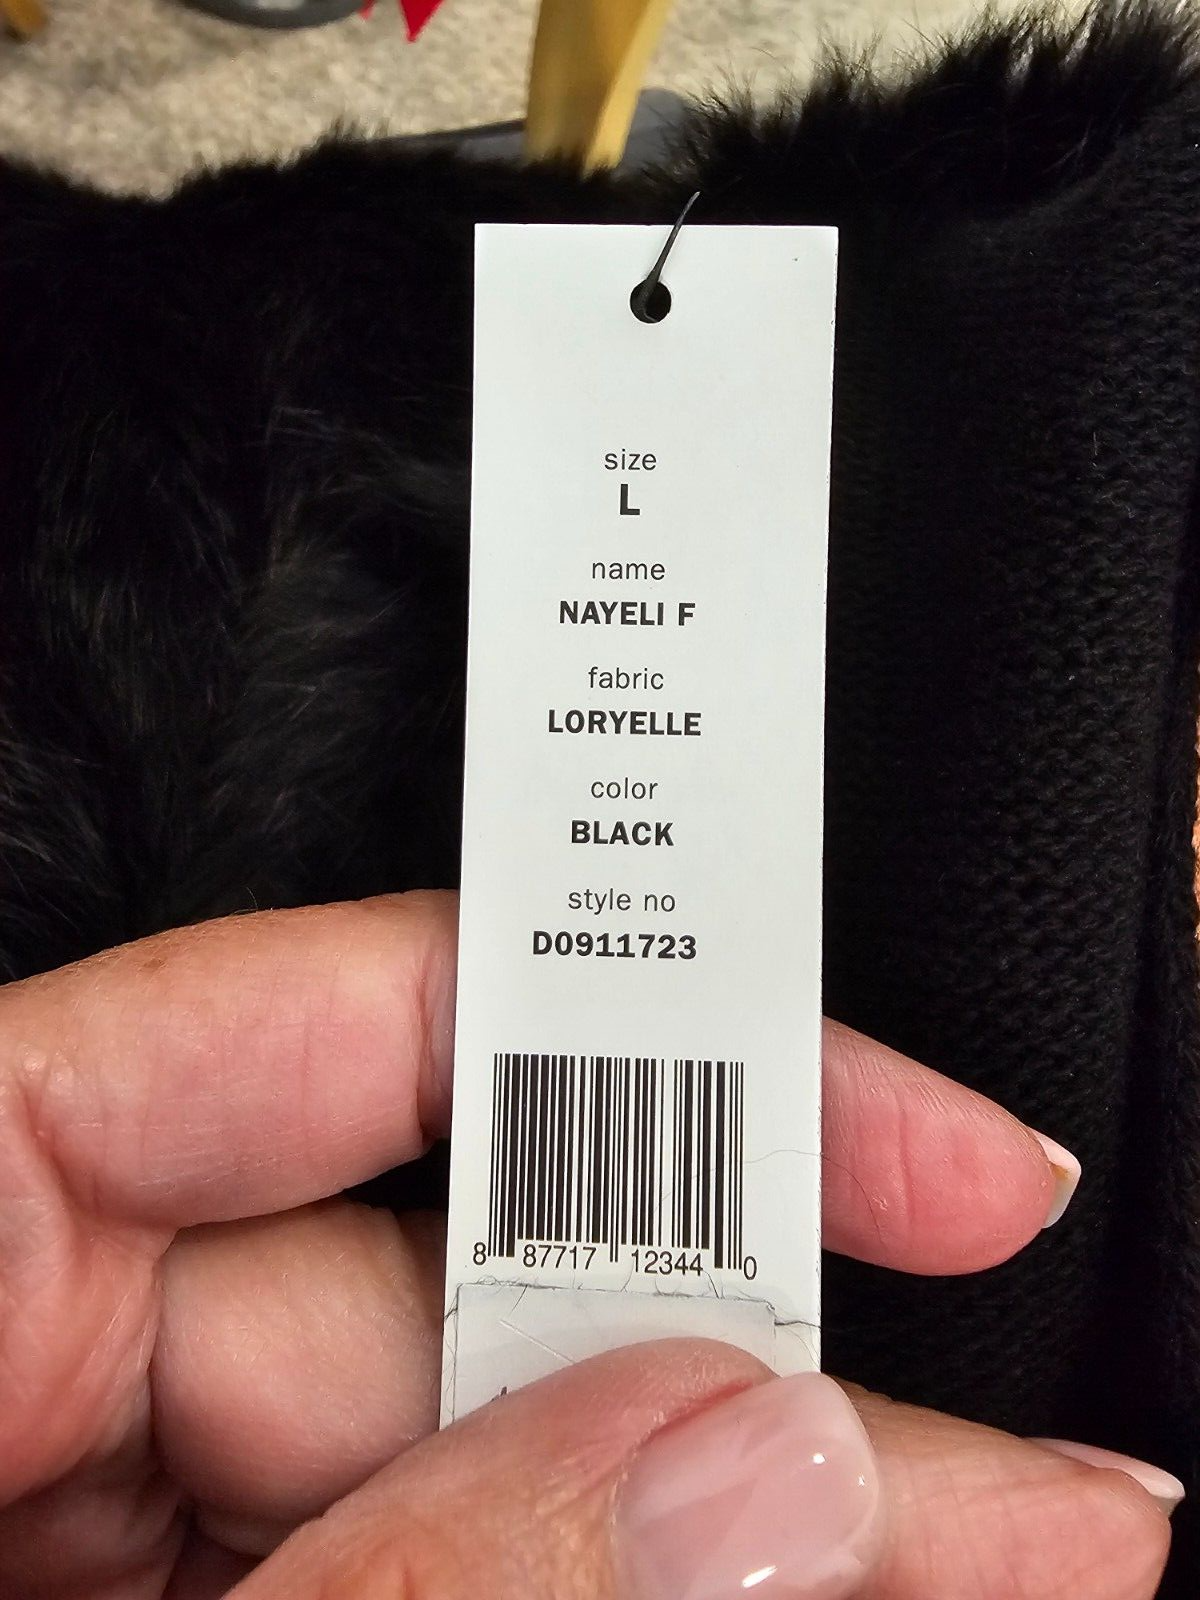 size
L
name
NAYELI F
fabric
LORYELLE
color
BLACK
style no
D0911723
8 87717 12344 0